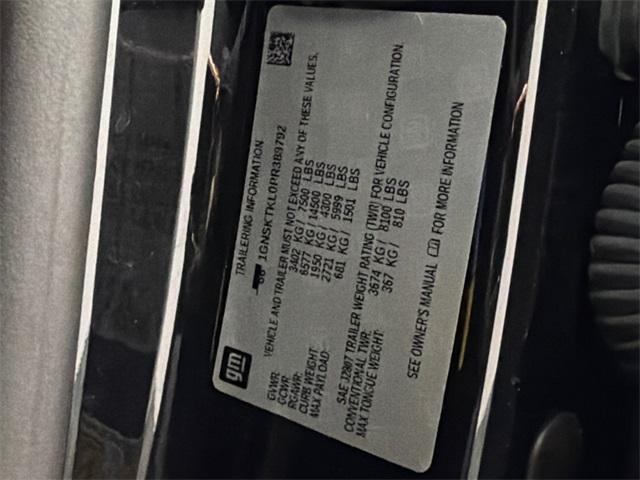 TRAILERING INFORMATION
1GNSKTKL0PR389792
VEHICLE AND TRAILER MUST NOT EXCEED ANY OF THESE VALUES.
GVWR: 3402 KG/ 7500 LBS
GCWR: 6577 KG/ 14500 LBS
RGAWR: 1950 KG/ 4300 LBS
CURB WEIGHT: 2721 KG/ 5999 LBS
MAX PAYLOAD: 681 KG/ 1501 LBS
SAE J2807 TRAILER WEIGHT RATING (TWR) FOR VEHICLE CONFIGURATION.
CONVENTIONAL TWR: 3674 KG/ 8100 LBS
MAX TONGUE WEIGHT: 367 KG/ 810 LBS
SEE OWNER'S MANUAL FOR MORE INFORMATION
gm
GM